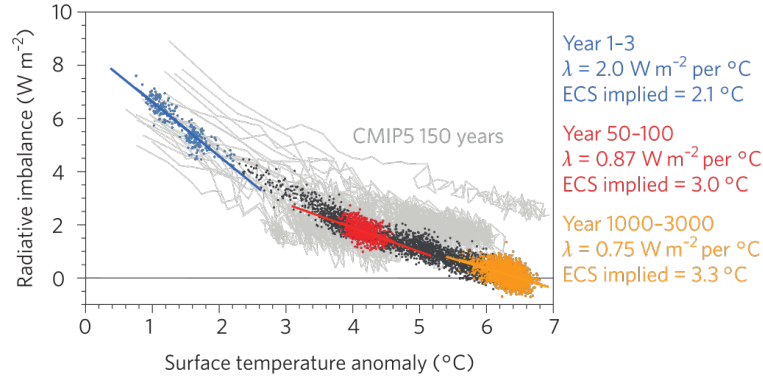 10
8
6
4
2
0
Radiative imbalance (W m⁻²)
CMIP5 150 years
0 1 2 3 4 5 6 7
Surface temperature anomaly (°C)
Year 1–3
λ = 2.0 W m⁻² per °C
ECS implied = 2.1 °C
Year 50–100
λ = 0.87 W m⁻² per °C
ECS implied = 3.0 °C
Year 1000–3000
λ = 0.75 W m⁻² per °C
ECS implied = 3.3 °C